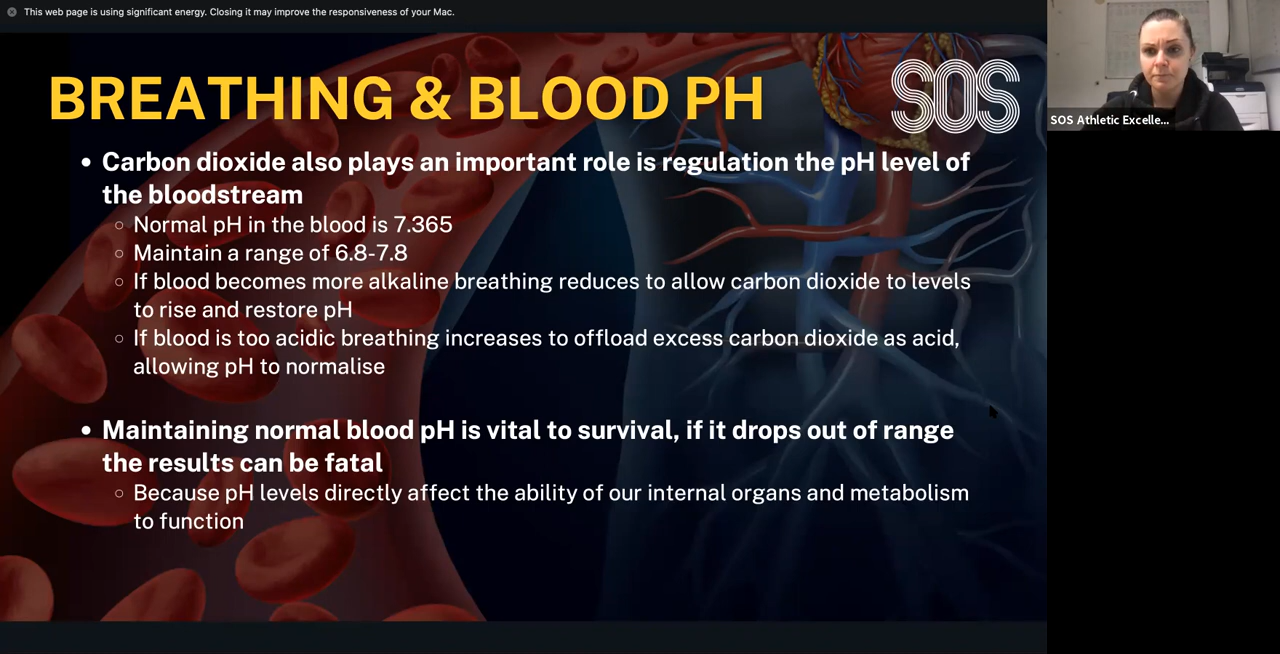 This web page is using significant energy. Closing it may improve the responsiveness of your Mac.
BREATHING & BLOOD PH
SOS
• Carbon dioxide also plays an important role is regulation the pH level of
the bloodstream
○ Normal pH in the blood is 7.365
○ Maintain a range of 6.8-7.8
○ If blood becomes more alkaline breathing reduces to allow carbon dioxide to levels
to rise and restore pH
○ If blood is too acidic breathing increases to offload excess carbon dioxide as acid,
allowing pH to normalise
• Maintaining normal blood pH is vital to survival, if it drops out of range
the results can be fatal
○ Because pH levels directly affect the ability of our internal organs and metabolism
to function
SOS Athletic Excelle...